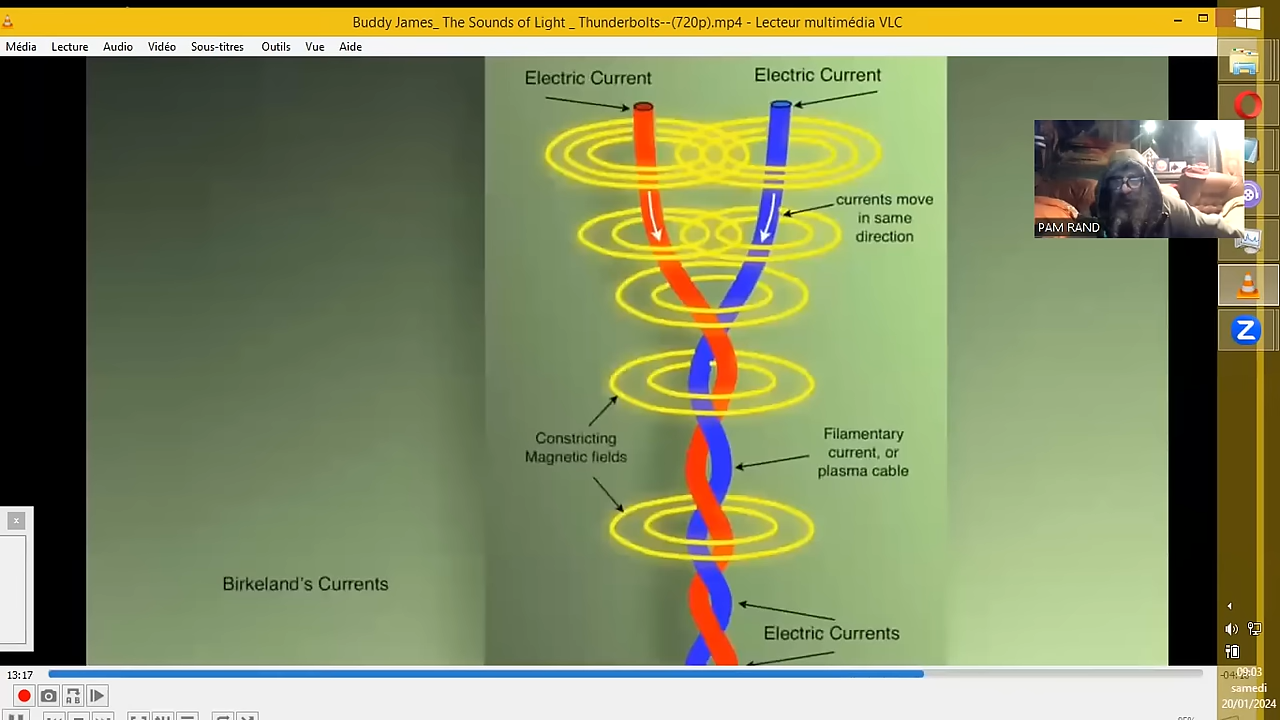 Buddy James_ The Sounds of Light _ Thunderbolts--(720p).mp4 - Lecteur multimédia VLC
Média Lecture Audio Vidéo Sous-titres Outils Vue Aide
Electric Current
Electric Current
currents move
in same
direction
PAM RAND
Constricting
Magnetic fields
Filamentary
current, or
plasma cable
Birkeland's Currents
Electric Currents
13:17
09:03
samedi
20/01/2024